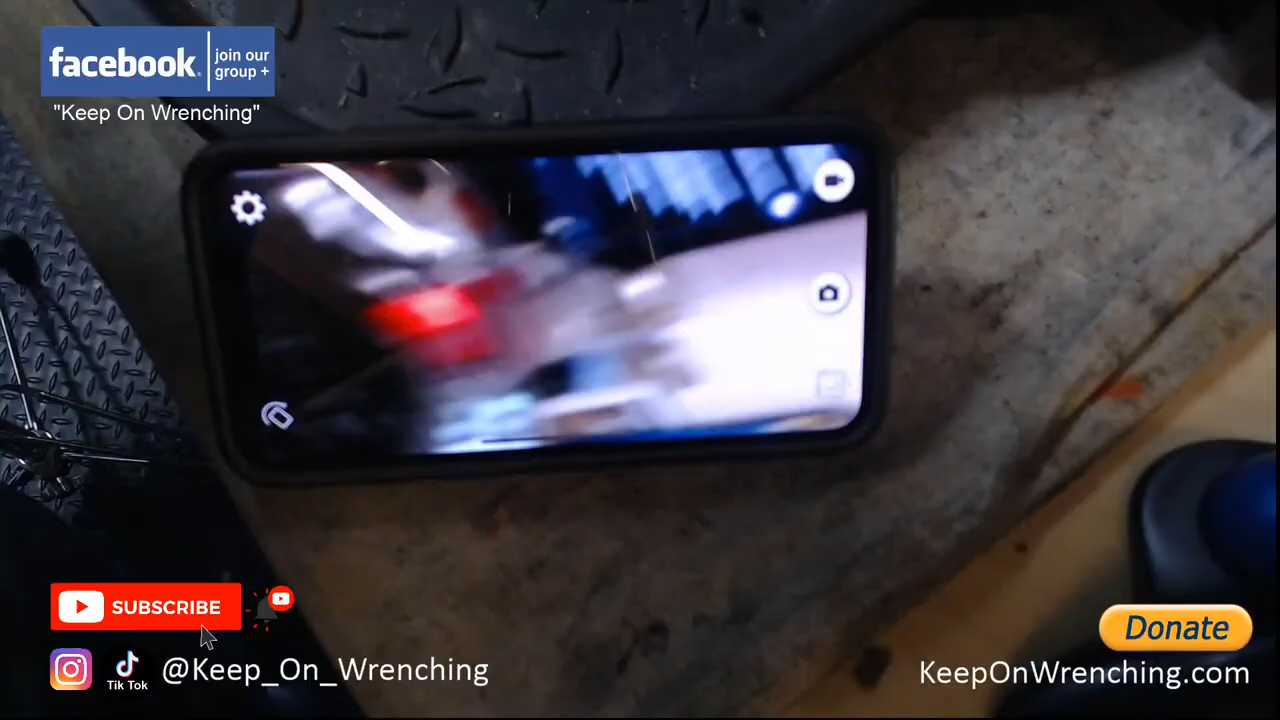 facebook.
join our
group +
"Keep On Wrenching"
SUBSCRIBE
Tik Tok
@Keep_On_Wrenching
Donate
KeepOnWrenching.com